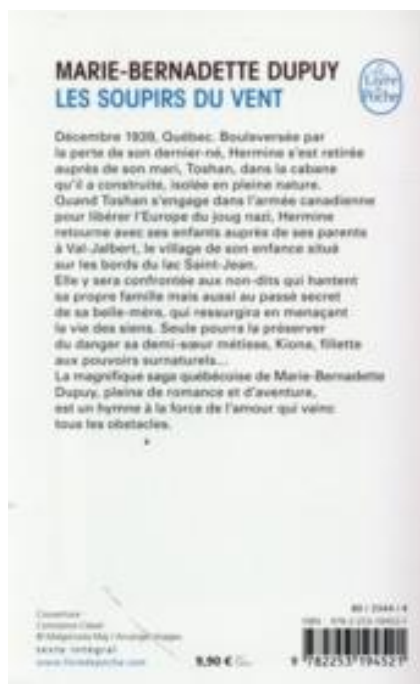 MARIE-BERNADETTE DUPUY
LES SOUPIRS DU VENT
Le Livre de Poche
Décembre 1939, Québec. Bouleversée par
la perte de son dernier-né, Hermine s'est retirée
auprès de son mari, Toshan, dans la cabane
qu'il a construite, isolée en pleine nature.
Quand Toshan s'engage dans l'armée canadienne
pour libérer l'Europe du joug nazi, Hermine
retourne avec ses enfants auprès de ses parents
à Val-Jalbert, le village de son enfance situé
sur les bords du lac Saint-Jean.
Elle y sera confrontée aux non-dits qui hantent
sa propre famille mais aussi au passé secret
de sa belle-mère, qui ressurgira en menaçant
la vie des siens. Seule pourra la préserver
du danger sa demi-sœur métisse, Kiona, fillette
aux pouvoirs surnaturels...
La magnifique saga québécoise de Marie-Bernadette
Dupuy, pleine de romance et d'aventure,
est un hymne à la force de l'amour qui vainc
tous les obstacles.
Couverture :
texte intégral
www.livredepoche.com
9,90 €
ISBN : 978-2-253-19452-1
9 782253 194521